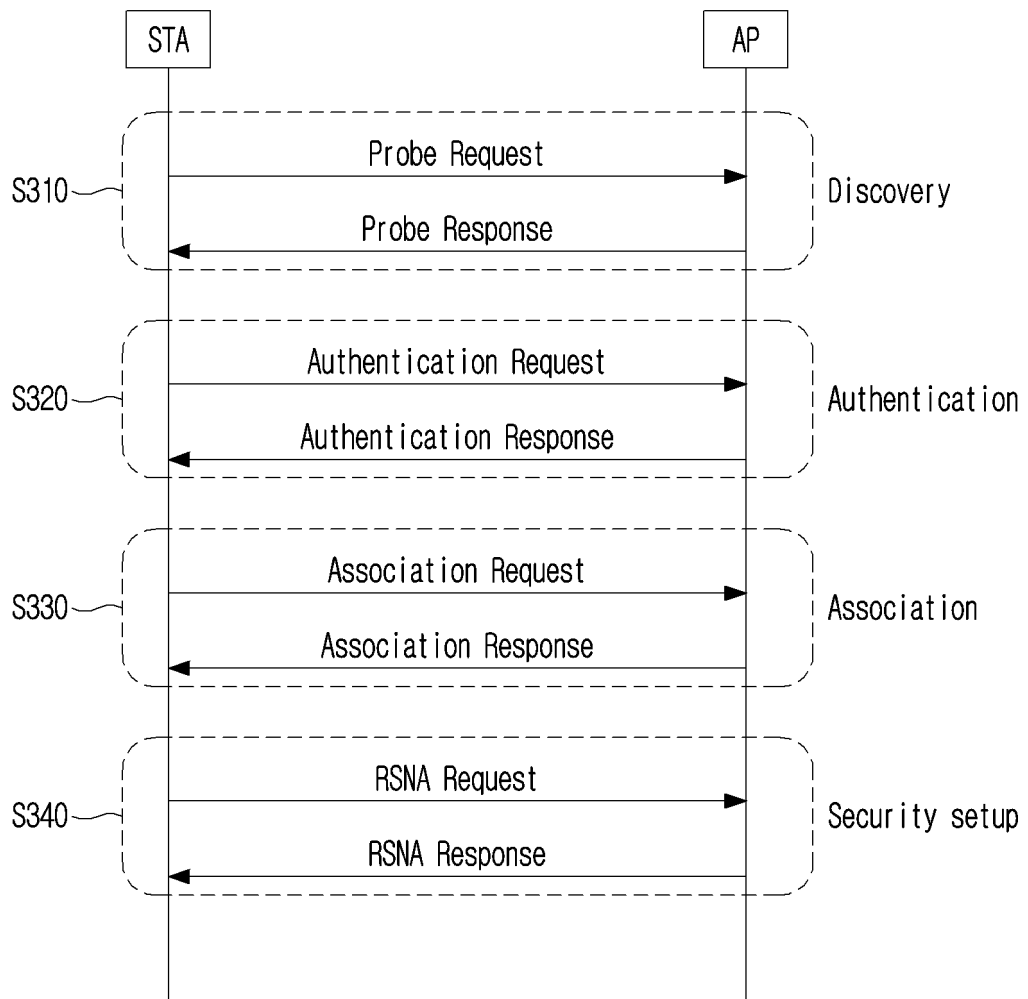 STA
AP
Probe Request
S310
Discovery
Probe Response
Authentication Request
S320
Authentication
Authentication Response
Association Request
S330
Association
Association Response
RSNA Request
S340
Security setup
RSNA Response